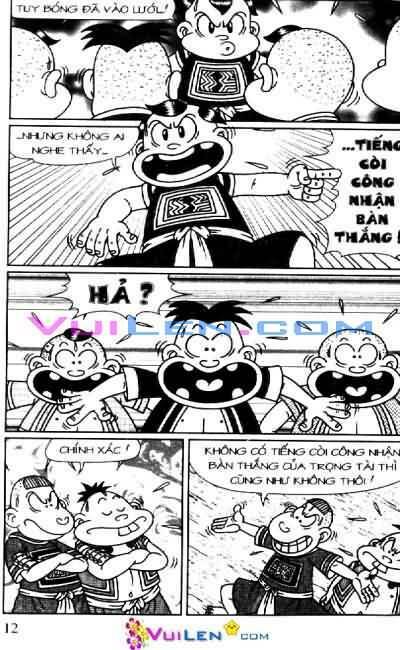 TUY BÓNG ĐÃ VÀO LƯỚI..!
...NHƯNG KHÔNG AI
NGHE THẤY...
...TIẾNG
CÒI
CÔNG
NHẬN
BÀN
THẮNG!
HẢ?
VUILEN.COM
CHÍNH XÁC!
KHÔNG CÓ TIẾNG CÒI CÔNG NHẬN
BÀN THẮNG CỦA TRỌNG TÀI THÌ
CŨNG NHƯ KHÔNG THÔI!
12
VUILEN.COM